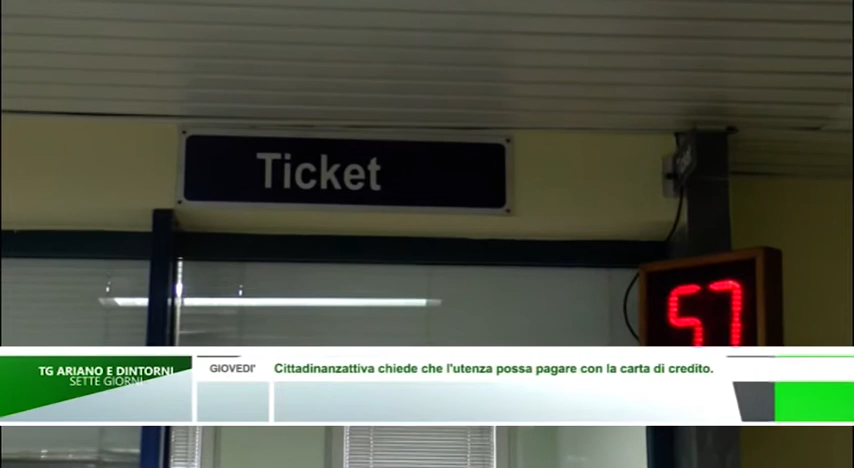 Ticket
57
TG ARIANO E DINTORNI
SETTE GIORNI
GIOVEDI'
Cittadinanzattiva chiede che l'utenza possa pagare con la carta di credito.